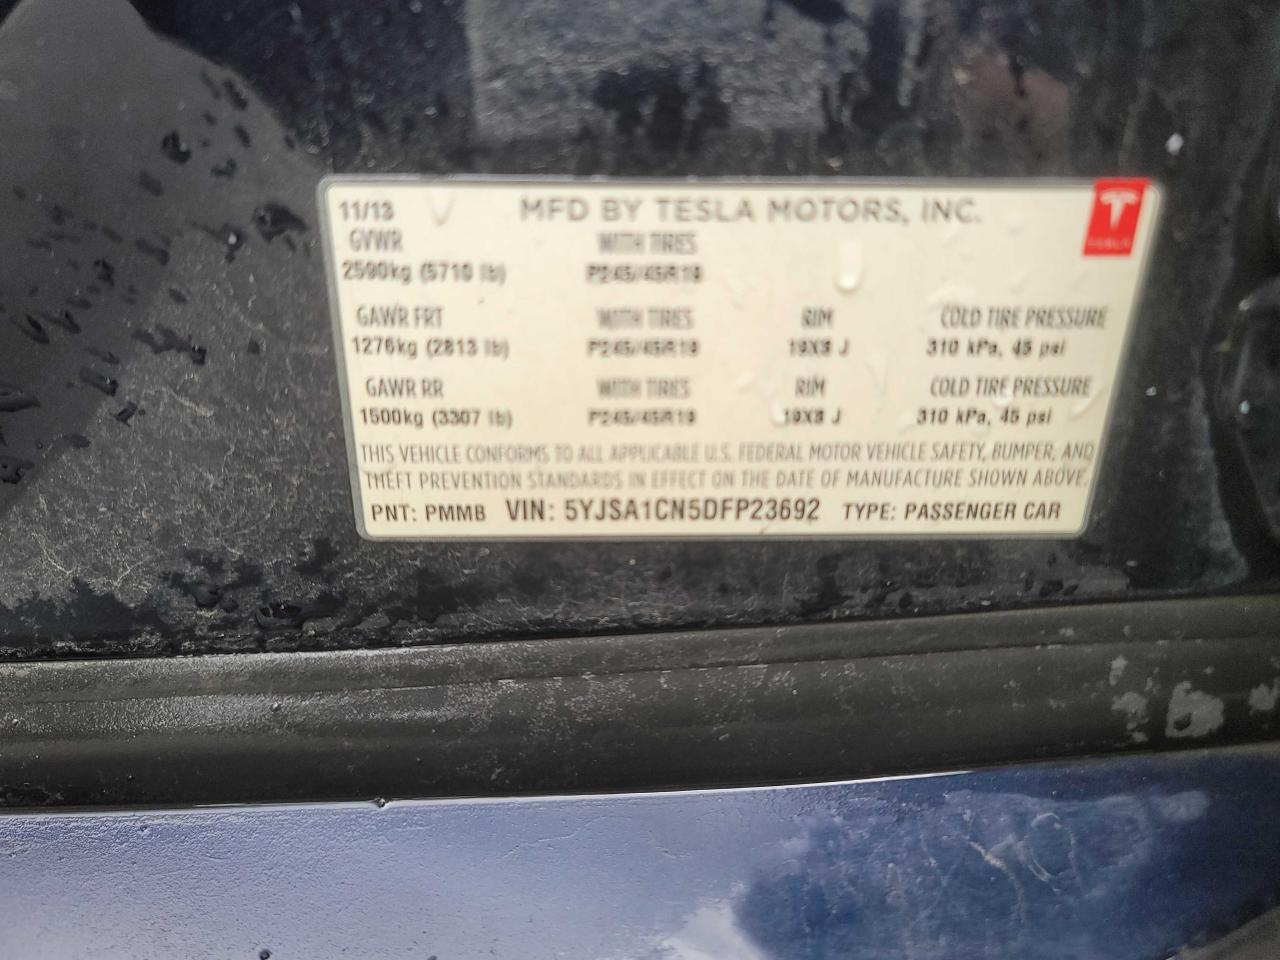 11/13 MFD BY TESLA MOTORS, INC.
TESLA
GVWR WITH TIRES
2590kg (5710 lb) P245/45R19
GAWR FRT WITH TIRES RIM COLD TIRE PRESSURE
1276kg (2813 lb) P245/45R19 19X8 J 310 kPa, 45 psi
GAWR RR WITH TIRES RIM COLD TIRE PRESSURE
1500kg (3307 lb) P245/45R19 19X8 J 310 kPa, 45 psi
THIS VEHICLE CONFORMS TO ALL APPLICABLE U.S. FEDERAL MOTOR VEHICLE SAFETY, BUMPER, AND
THEFT PREVENTION STANDARDS IN EFFECT ON THE DATE OF MANUFACTURE SHOWN ABOVE.
PNT: PMMB VIN: 5YJSA1CN5DFP23692 TYPE: PASSENGER CAR